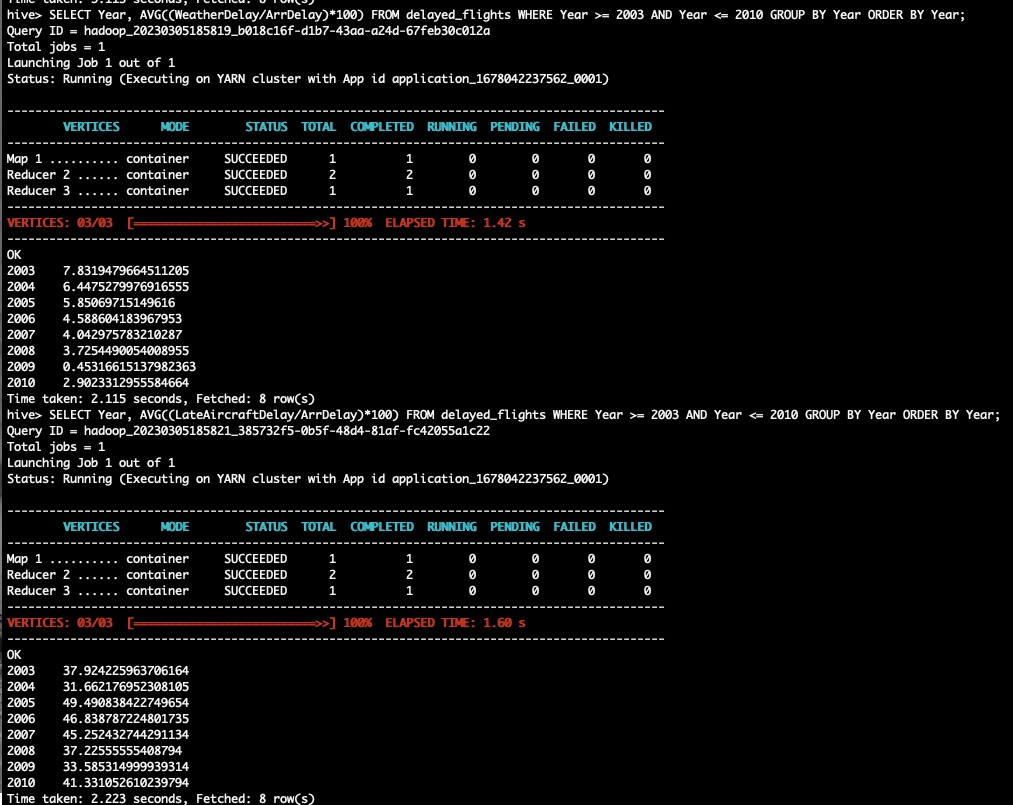 Time taken: 5.115 seconds, Fetched: 8 row(s)
hive> SELECT Year, AVG((WeatherDelay/ArrDelay)*100) FROM delayed_flights WHERE Year >= 2003 AND Year <= 2010 GROUP BY Year ORDER BY Year;
Query ID = hadoop_20230305185819_b018c16f-d1b7-43aa-a24d-67feb30c012a
Total jobs = 1
Launching Job 1 out of 1
Status: Running (Executing on YARN cluster with App id application_1678042237562_0001)
----------------------------------------------------------------------------------------------
VERTICES MODE STATUS TOTAL COMPLETED RUNNING PENDING FAILED KILLED
----------------------------------------------------------------------------------------------
Map 1 .......... container SUCCEEDED 1 1 0 0 0 0
Reducer 2 ...... container SUCCEEDED 2 2 0 0 0 0
Reducer 3 ...... container SUCCEEDED 1 1 0 0 0 0
----------------------------------------------------------------------------------------------
VERTICES: 03/03 [==========================>>] 100% ELAPSED TIME: 1.42 s
----------------------------------------------------------------------------------------------
OK
2003 7.8319479664511205
2004 6.4475279976916555
2005 5.85069715149616
2006 4.588604183967953
2007 4.042975783210287
2008 3.7254490054008955
2009 0.45316615137982363
2010 2.9023312955584664
Time taken: 2.115 seconds, Fetched: 8 row(s)
hive> SELECT Year, AVG((LateAircraftDelay/ArrDelay)*100) FROM delayed_flights WHERE Year >= 2003 AND Year <= 2010 GROUP BY Year ORDER BY Year;
Query ID = hadoop_20230305185821_385732f5-0b5f-48d4-81af-fc42055a1c22
Total jobs = 1
Launching Job 1 out of 1
Status: Running (Executing on YARN cluster with App id application_1678042237562_0001)
----------------------------------------------------------------------------------------------
VERTICES MODE STATUS TOTAL COMPLETED RUNNING PENDING FAILED KILLED
----------------------------------------------------------------------------------------------
Map 1 .......... container SUCCEEDED 1 1 0 0 0 0
Reducer 2 ...... container SUCCEEDED 2 2 0 0 0 0
Reducer 3 ...... container SUCCEEDED 1 1 0 0 0 0
----------------------------------------------------------------------------------------------
VERTICES: 03/03 [==========================>>] 100% ELAPSED TIME: 1.60 s
----------------------------------------------------------------------------------------------
OK
2003 37.924225963706164
2004 31.662176952308105
2005 49.490838422749654
2006 46.838787224801735
2007 45.252432744291134
2008 37.22555555408794
2009 33.585314999939314
2010 41.331052610239794
Time taken: 2.223 seconds, Fetched: 8 row(s)